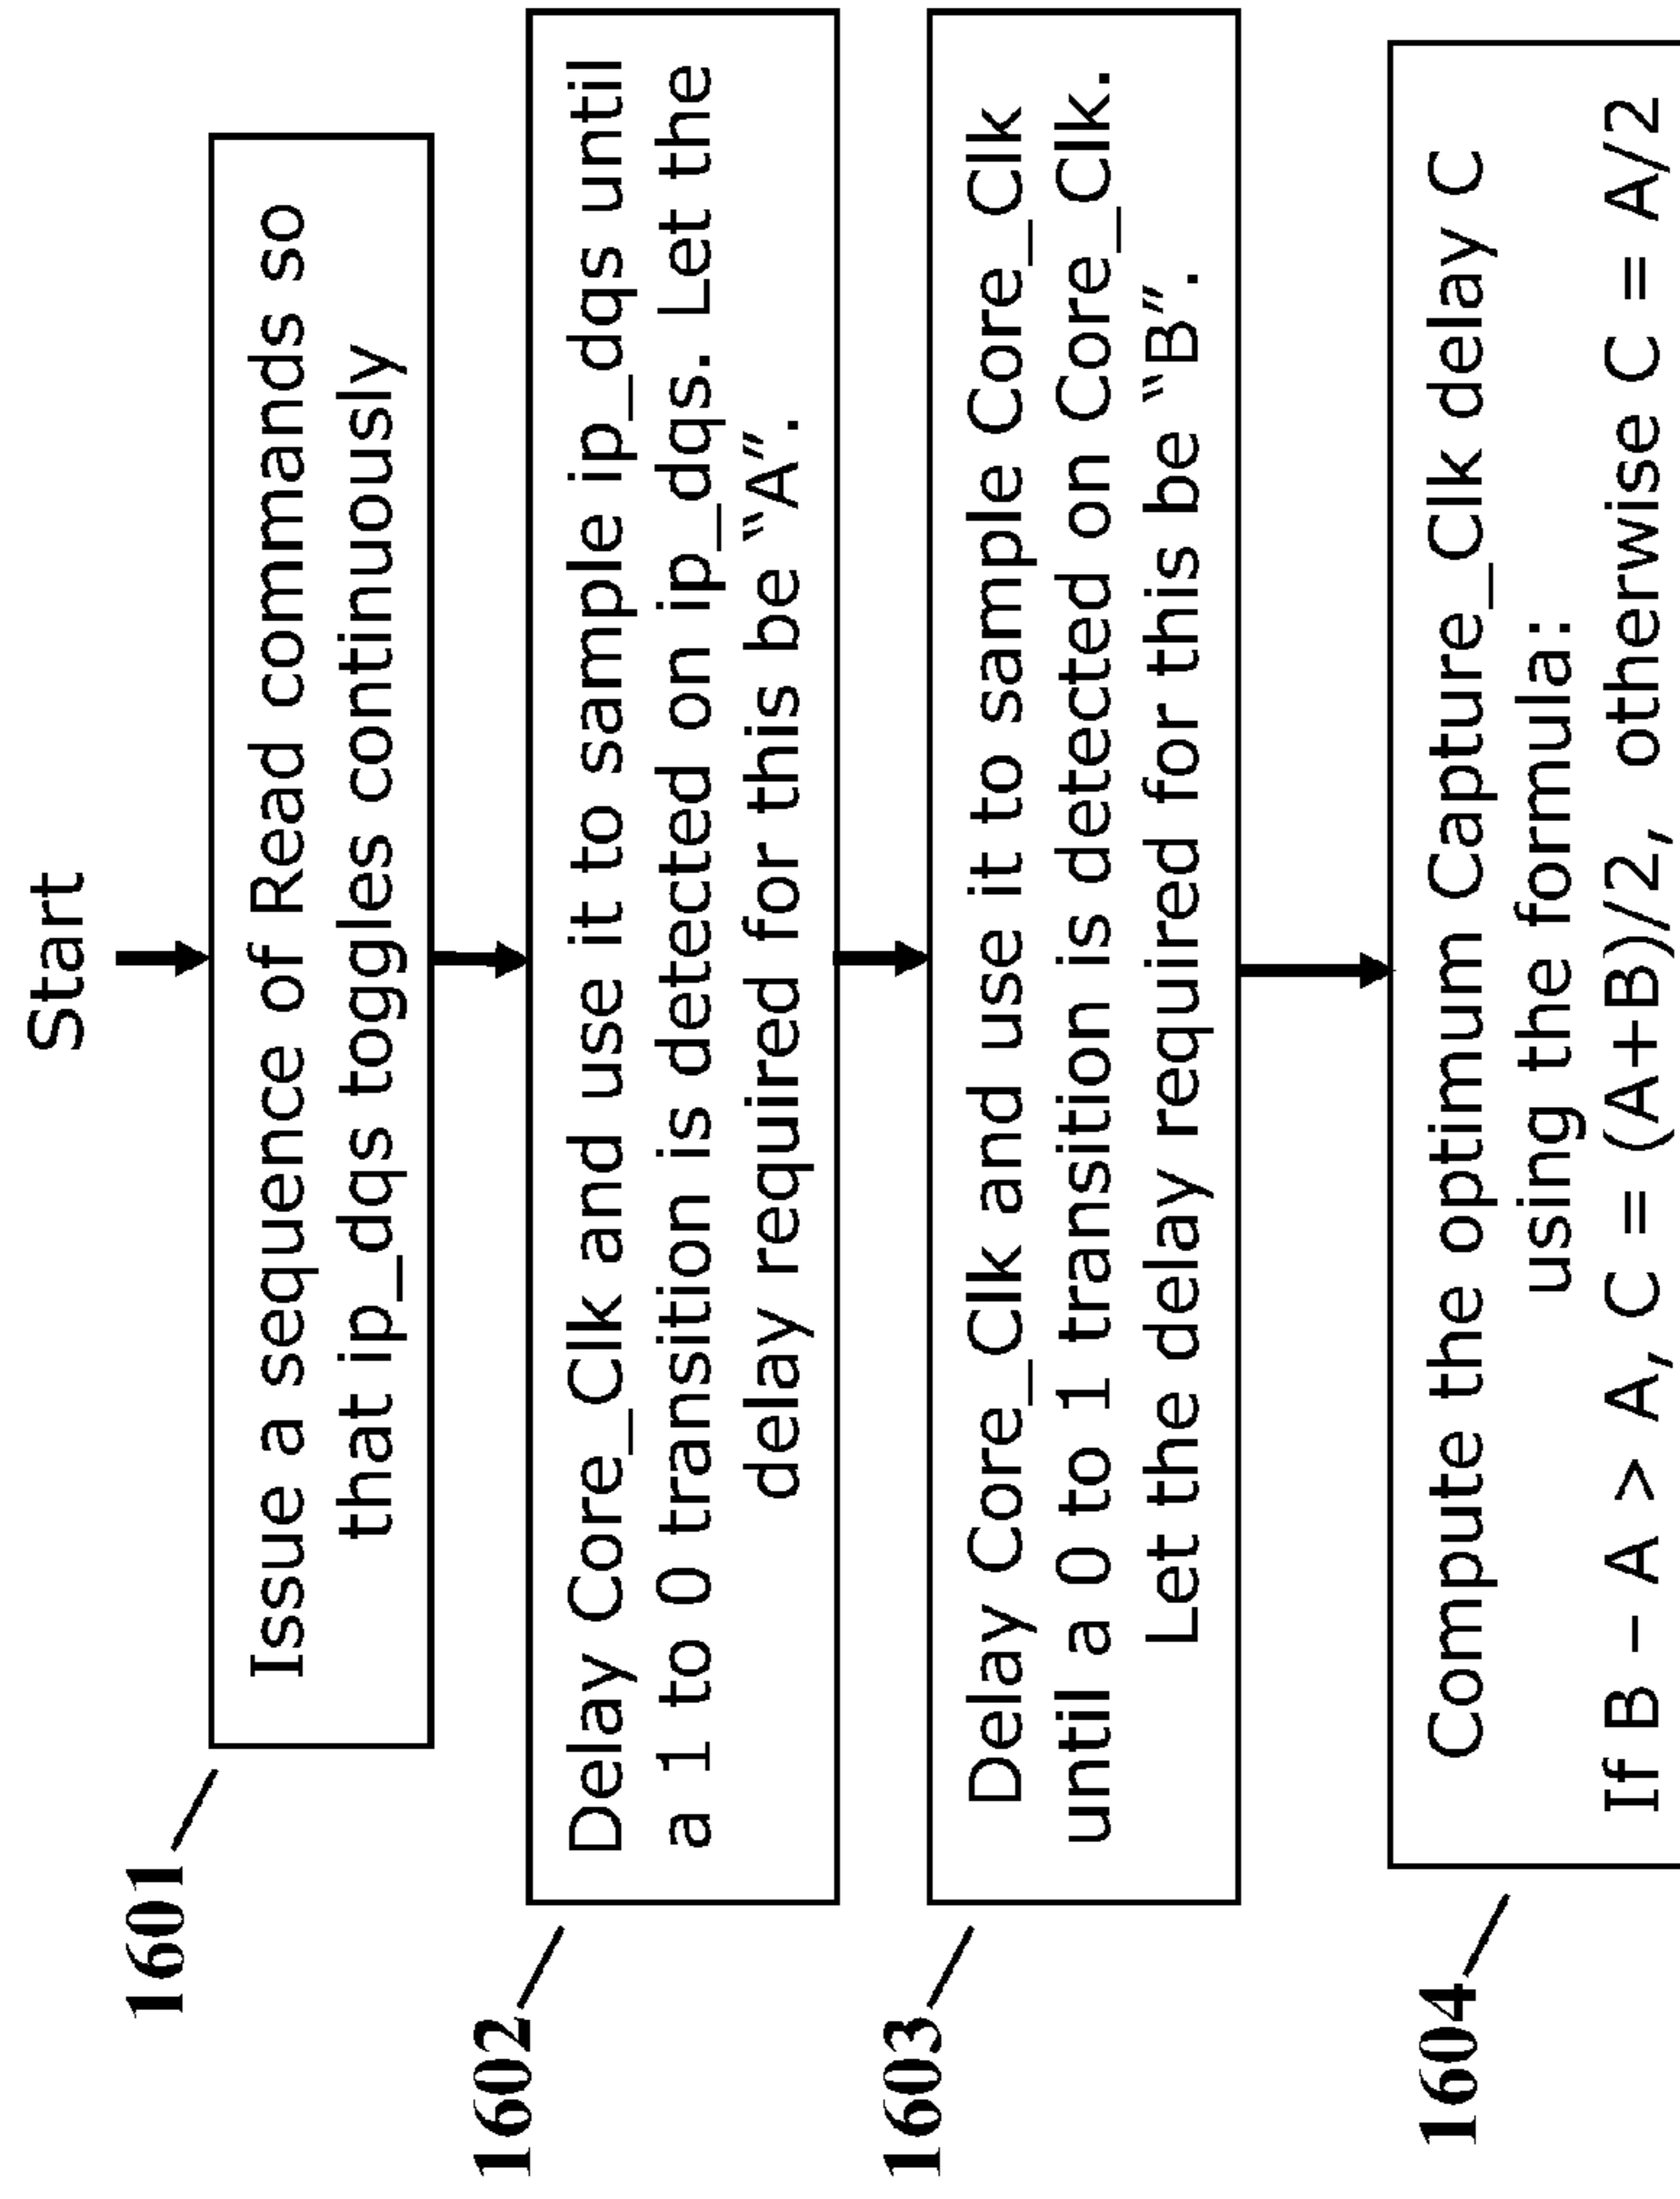 Start
1601
Issue a sequence of Read commands so
that ip_dqs toggles continuously
1602
Delay Core_Clk and use it to sample ip_dqs until
a 1 to 0 transition is detected on ip_dqs. Let the
delay required for this be “A”.
1603
Delay Core_Clk and use it to sample Core_Clk
until a 0 to 1 transition is detected on Core_Clk.
Let the delay required for this be “B”.
1604
Compute the optimum Capture_Clk delay C
using the formula:
If B – A > A, C = (A+B)/2, otherwise C = A/2